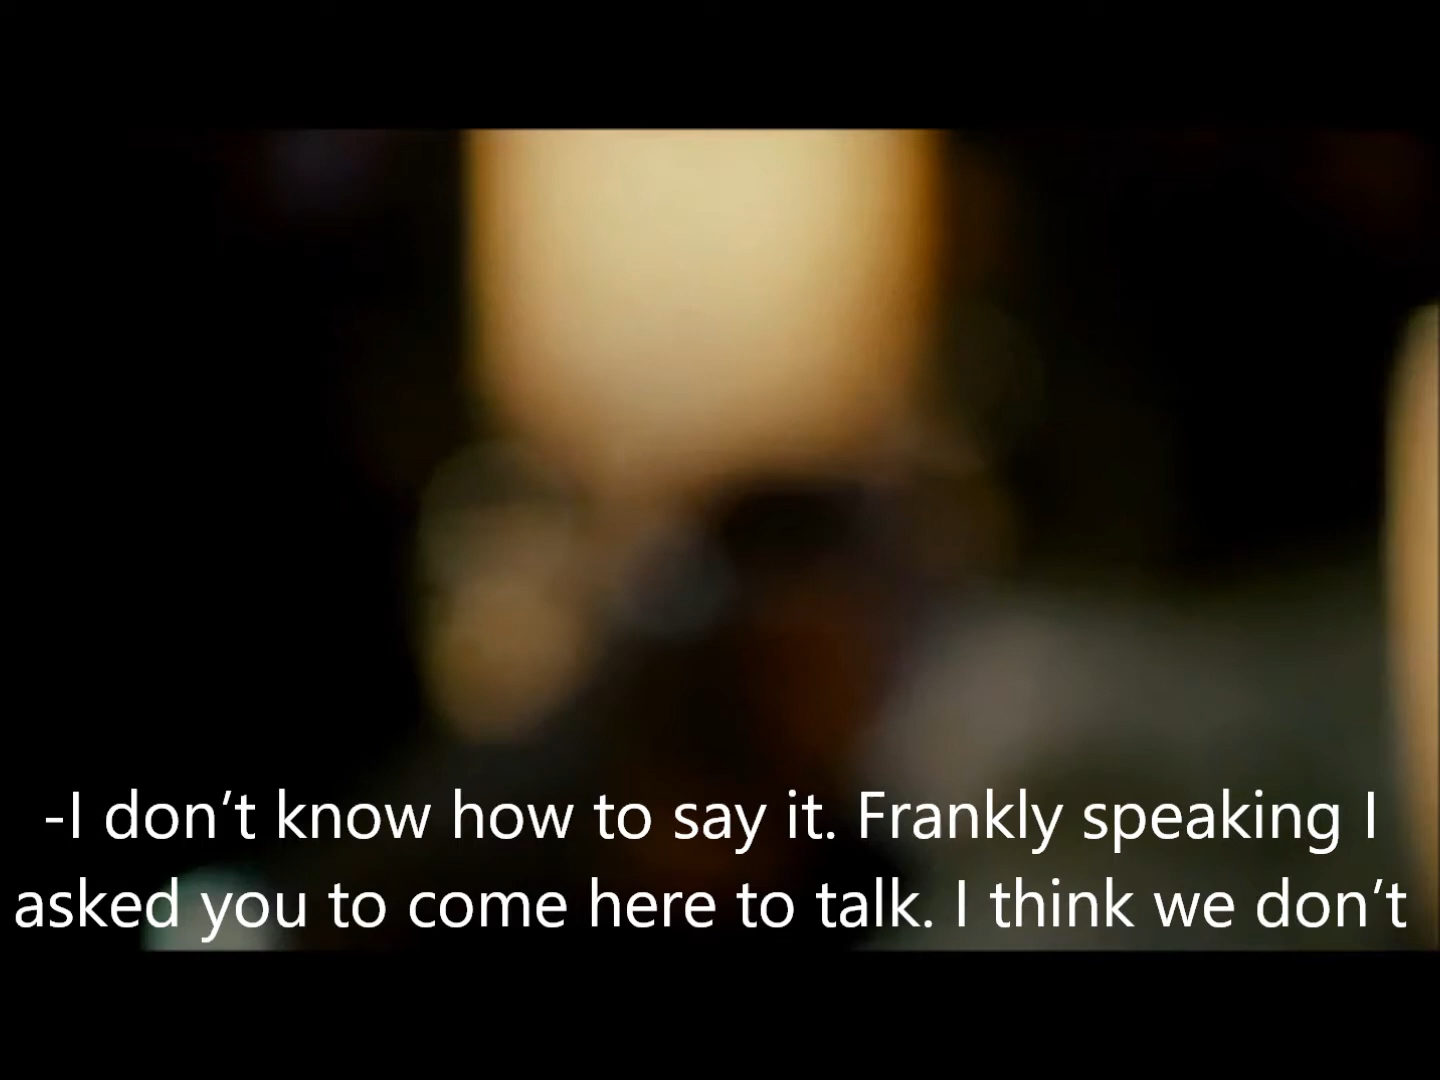 -I don’t know how to say it. Frankly speaking I
asked you to come here to talk. I think we don’t